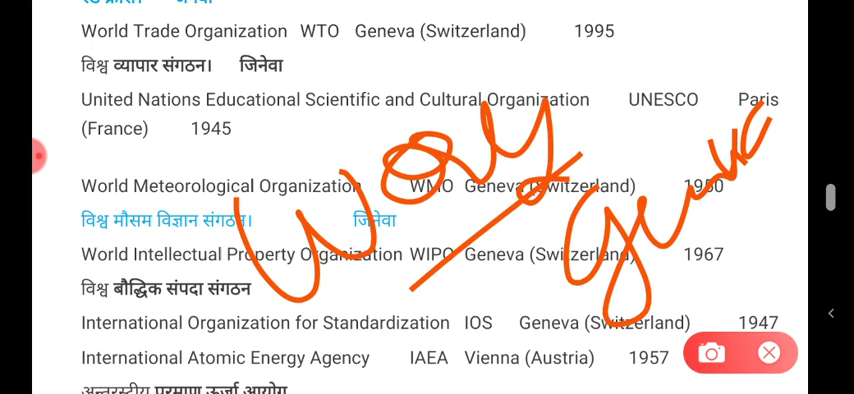 World Trade Organization WTO Geneva (Switzerland) 1995
विश्व व्यापार संगठन। जिनेवा
United Nations Educational Scientific and Cultural Organization UNESCO Paris
(France) 1945
World Meteorological Organization WMO Geneva (Switzerland) 1950
विश्व मौसम विज्ञान संगठन। जिनेवा
World Intellectual Property Organization WIPO Geneva (Switzerland) 1967
विश्व बौद्धिक संपदा संगठन
International Organization for Standardization IOS Geneva (Switzerland) 1947
International Atomic Energy Agency IAEA Vienna (Austria) 1957